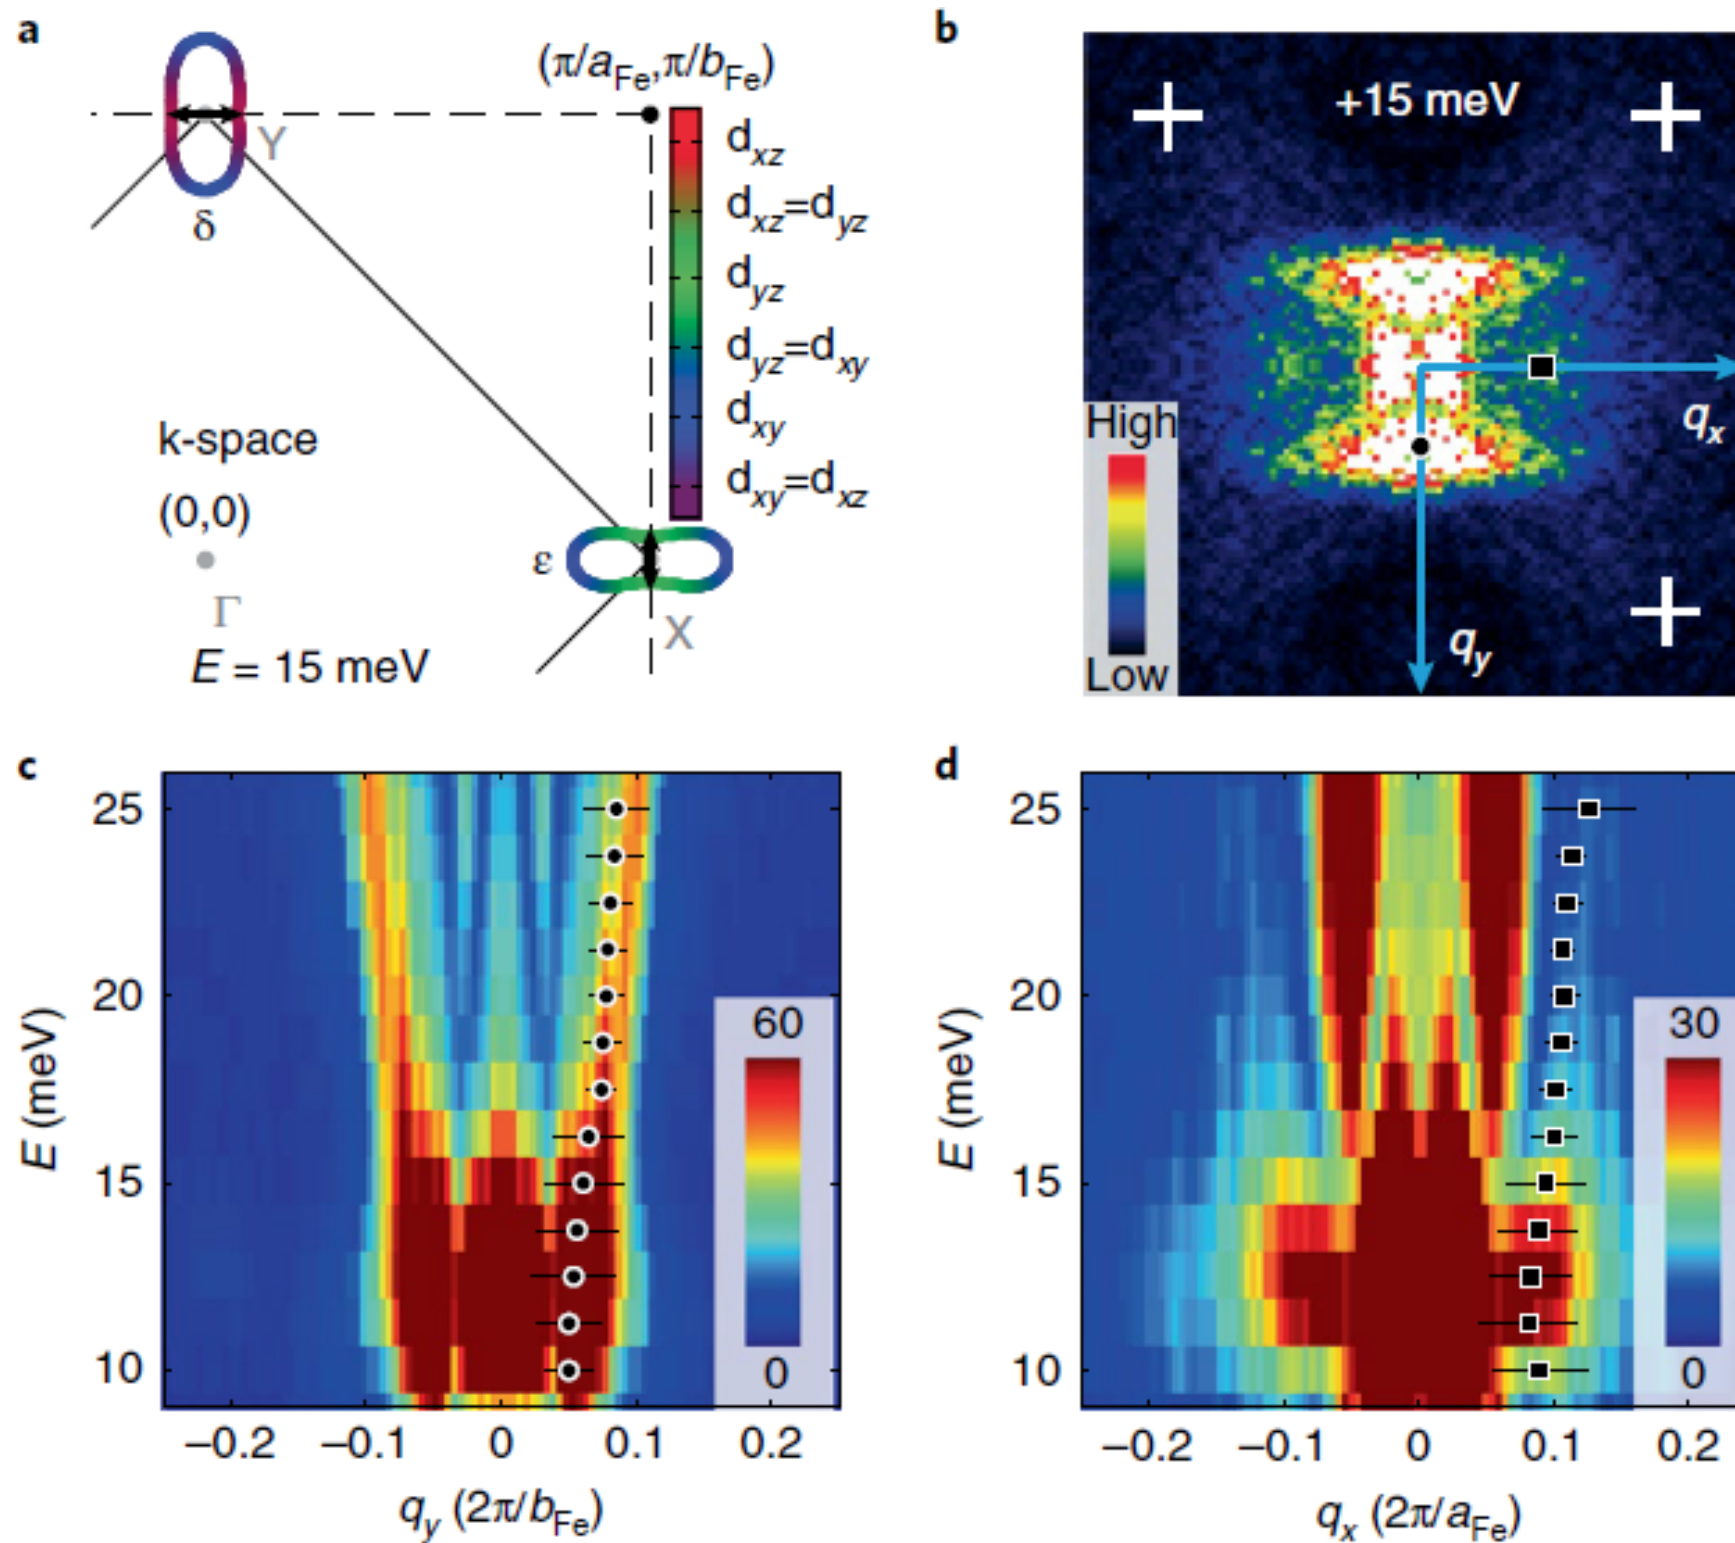 a
(π/a_Fe,π/b_Fe)
Y
δ
d_xz
d_xz=d_yz
d_yz
d_yz=d_xy
d_xy
d_xy=d_xz
k-space
(0,0)
Γ
ε
X
E = 15 meV
b
+15 meV
High
Low
q_x
q_y
c
25
20
15
10
E (meV)
60
0
−0.2 −0.1 0 0.1 0.2
q_y (2π/b_Fe)
d
25
20
15
10
E (meV)
30
0
−0.2 −0.1 0 0.1 0.2
q_x (2π/a_Fe)